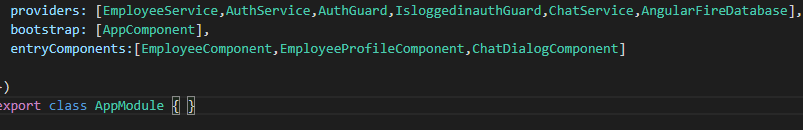 providers: [EmployeeService,AuthService,AuthGuard,IsloggedinauthGuard,ChatService,AngularFireDatabase],
bootstrap: [AppComponent],
entryComponents:[EmployeeComponent,EmployeeProfileComponent,ChatDialogComponent]
})
export class AppModule { }